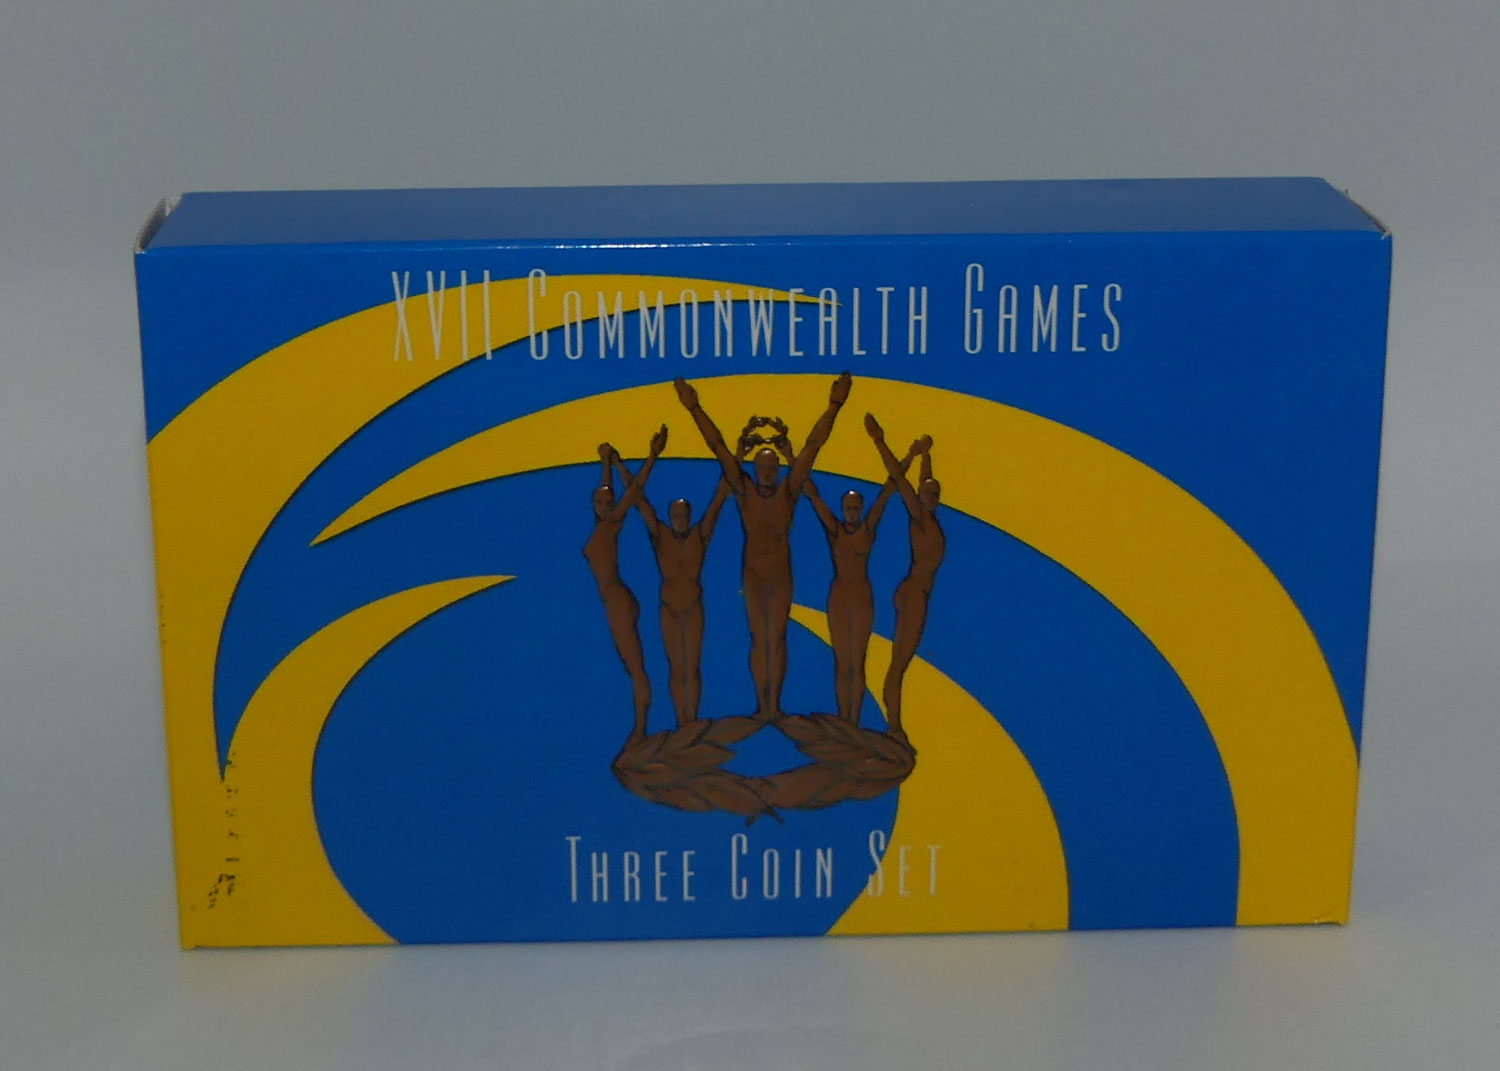 XVII COMMONWEALTH GAMES
THREE COIN SET